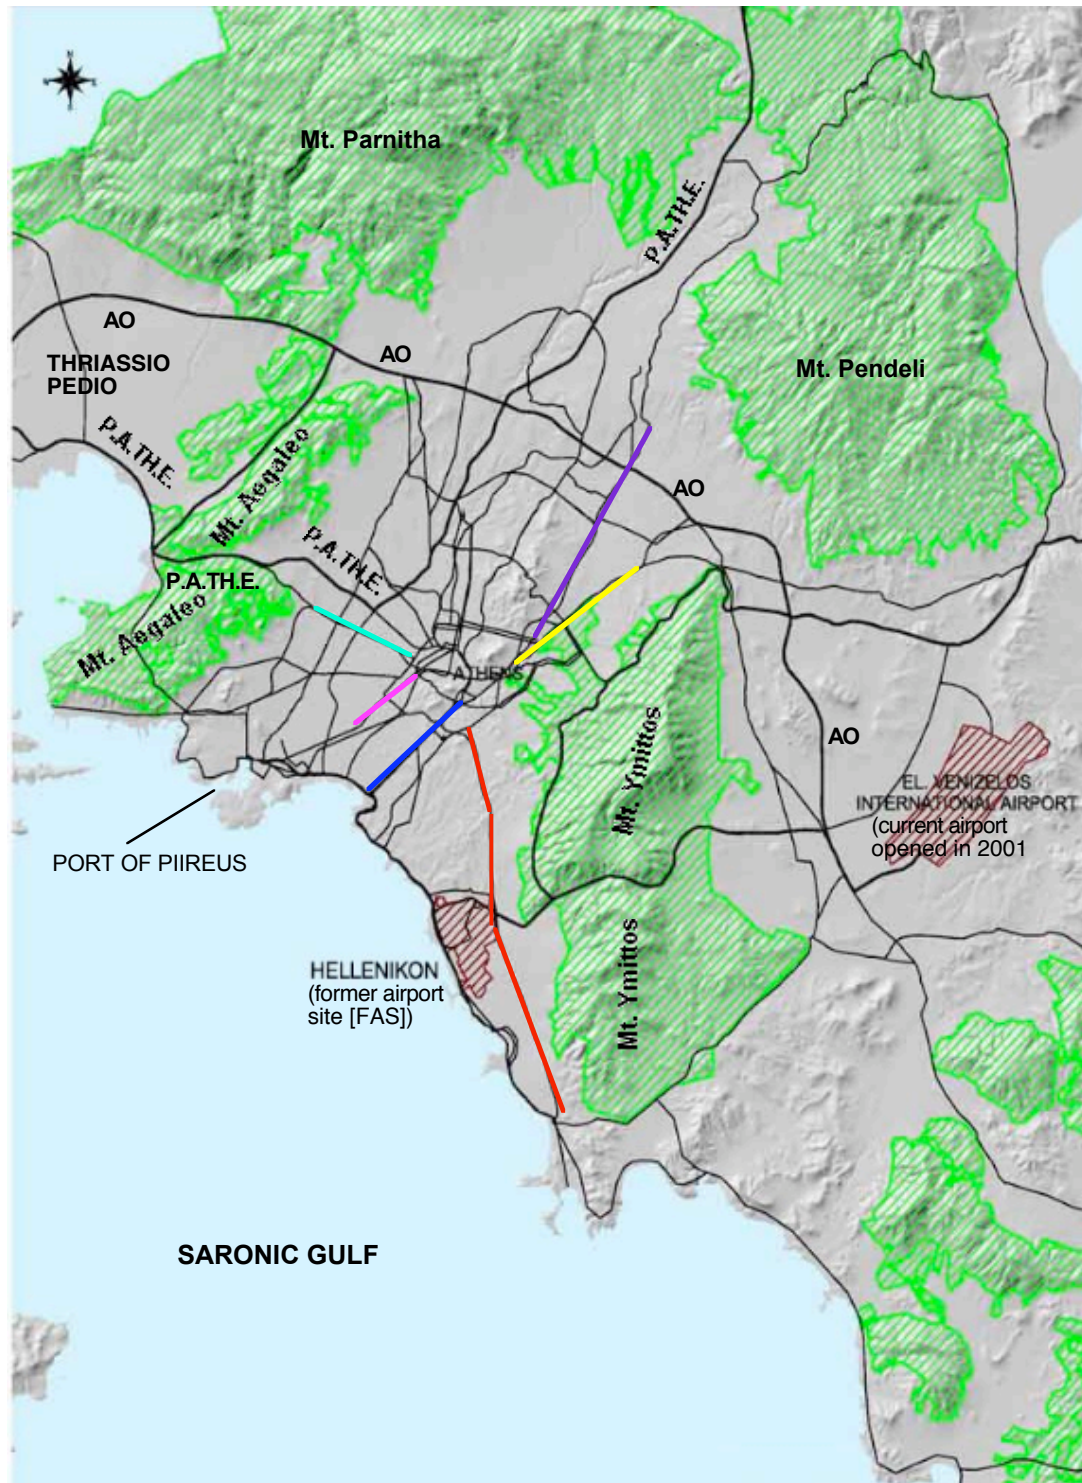 Mt. Parnitha
P.A.TH.E.
AO
THRIASSIO
PEDIO
AO
Mt. Pendeli
P.A.TH.E.
Mt. Aegaleo
AO
P.A.TH.E.
P.A.TH.E.
Mt. Aegaleo
ATHENS
Mt. Ymittos
AO
EL. VENIZELOS
INTERNATIONAL AIRPORT
(current airport
opened in 2001
PORT OF PIIREUS
Mt. Ymittos
HELLENIKON
(former airport
site [FAS])
SARONIC GULF